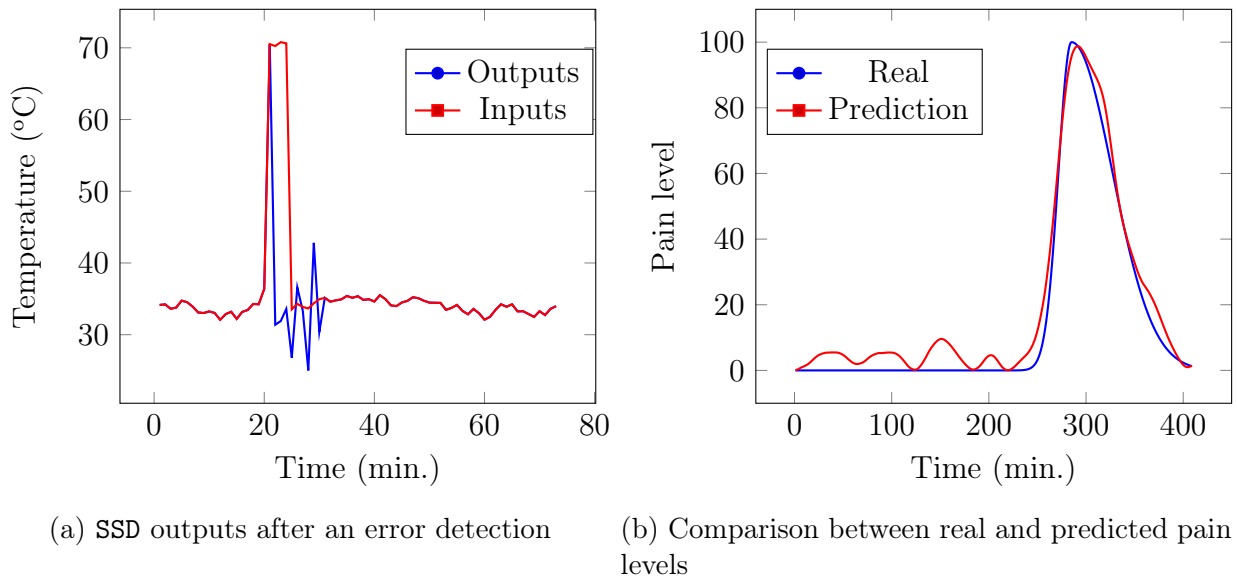 70
60
50
40
30
0
20
40
60
80
Temperature (°C)
Time (min.)
Outputs
Inputs
(a) SSD outputs after an error detection
100
80
60
40
20
0
0
100
200
300
400
Pain level
Time (min.)
Real
Prediction
(b) Comparison between real and predicted pain
levels